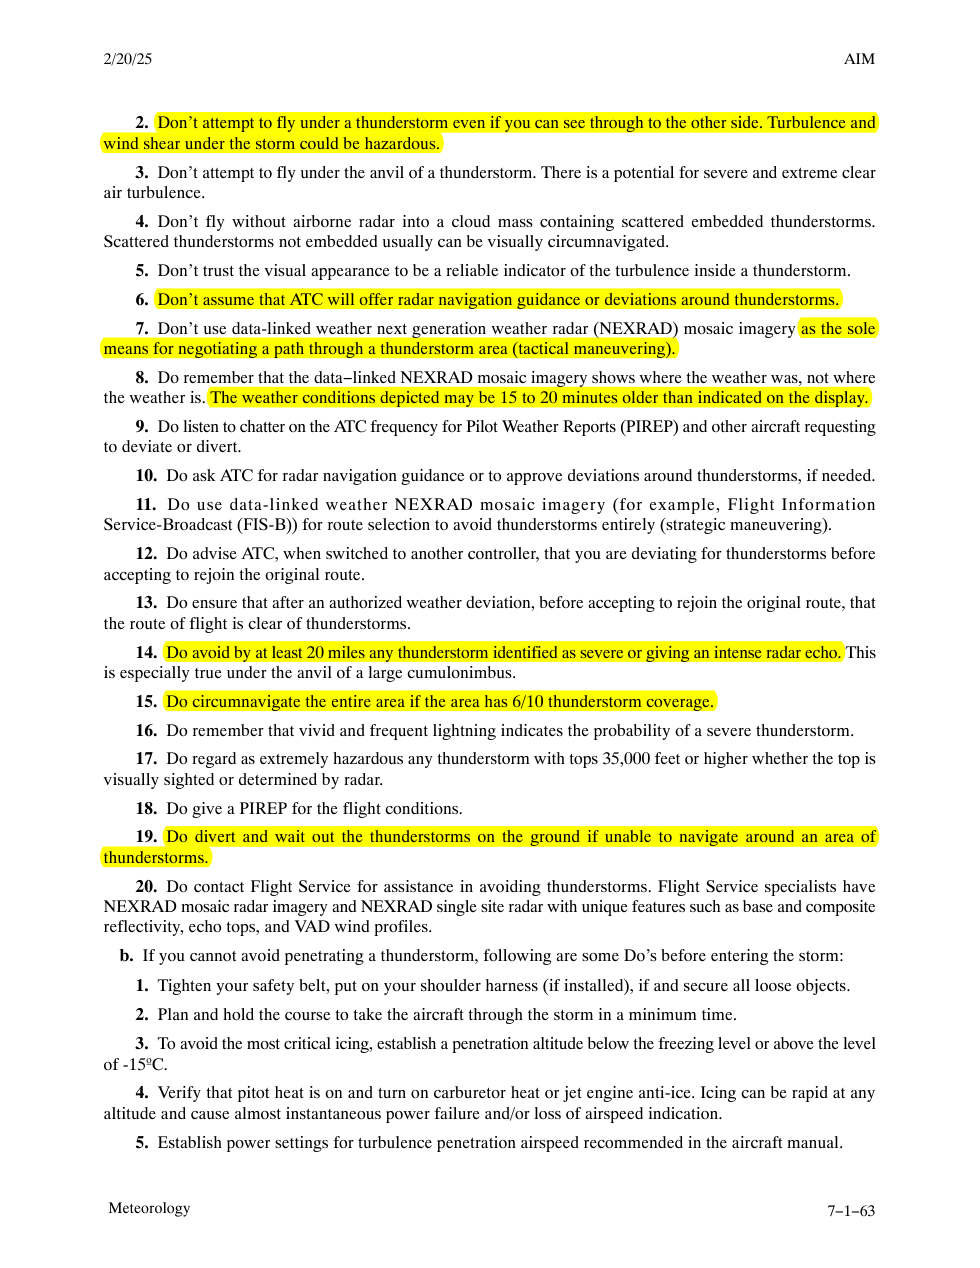 2/20/25 AIM
2. Don’t attempt to fly under a thunderstorm even if you can see through to the other side. Turbulence and
wind shear under the storm could be hazardous.
3. Don’t attempt to fly under the anvil of a thunderstorm. There is a potential for severe and extreme clear
air turbulence.
4. Don’t fly without airborne radar into a cloud mass containing scattered embedded thunderstorms.
Scattered thunderstorms not embedded usually can be visually circumnavigated.
5. Don’t trust the visual appearance to be a reliable indicator of the turbulence inside a thunderstorm.
6. Don’t assume that ATC will offer radar navigation guidance or deviations around thunderstorms.
7. Don’t use data-linked weather next generation weather radar (NEXRAD) mosaic imagery as the sole
means for negotiating a path through a thunderstorm area (tactical maneuvering).
8. Do remember that the data−linked NEXRAD mosaic imagery shows where the weather was, not where
the weather is. The weather conditions depicted may be 15 to 20 minutes older than indicated on the display.
9. Do listen to chatter on the ATC frequency for Pilot Weather Reports (PIREP) and other aircraft requesting
to deviate or divert.
10. Do ask ATC for radar navigation guidance or to approve deviations around thunderstorms, if needed.
11. Do use data-linked weather NEXRAD mosaic imagery (for example, Flight Information
Service-Broadcast (FIS-B)) for route selection to avoid thunderstorms entirely (strategic maneuvering).
12. Do advise ATC, when switched to another controller, that you are deviating for thunderstorms before
accepting to rejoin the original route.
13. Do ensure that after an authorized weather deviation, before accepting to rejoin the original route, that
the route of flight is clear of thunderstorms.
14. Do avoid by at least 20 miles any thunderstorm identified as severe or giving an intense radar echo. This
is especially true under the anvil of a large cumulonimbus.
15. Do circumnavigate the entire area if the area has 6/10 thunderstorm coverage.
16. Do remember that vivid and frequent lightning indicates the probability of a severe thunderstorm.
17. Do regard as extremely hazardous any thunderstorm with tops 35,000 feet or higher whether the top is
visually sighted or determined by radar.
18. Do give a PIREP for the flight conditions.
19. Do divert and wait out the thunderstorms on the ground if unable to navigate around an area of
thunderstorms.
20. Do contact Flight Service for assistance in avoiding thunderstorms. Flight Service specialists have
NEXRAD mosaic radar imagery and NEXRAD single site radar with unique features such as base and composite
reflectivity, echo tops, and VAD wind profiles.
b. If you cannot avoid penetrating a thunderstorm, following are some Do’s before entering the storm:
1. Tighten your safety belt, put on your shoulder harness (if installed), if and secure all loose objects.
2. Plan and hold the course to take the aircraft through the storm in a minimum time.
3. To avoid the most critical icing, establish a penetration altitude below the freezing level or above the level
of -15ºC.
4. Verify that pitot heat is on and turn on carburetor heat or jet engine anti-ice. Icing can be rapid at any
altitude and cause almost instantaneous power failure and/or loss of airspeed indication.
5. Establish power settings for turbulence penetration airspeed recommended in the aircraft manual.
Meteorology 7−1−63